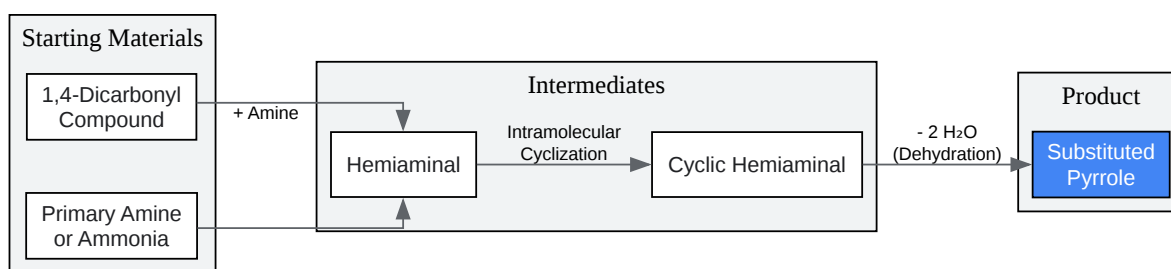 Starting Materials
1,4-Dicarbonyl
Compound
Primary Amine
or Ammonia
+ Amine
Intermediates
Hemiaminal
Intramolecular
Cyclization
Cyclic Hemiaminal
- 2 H₂O
(Dehydration)
Product
Substituted
Pyrrole